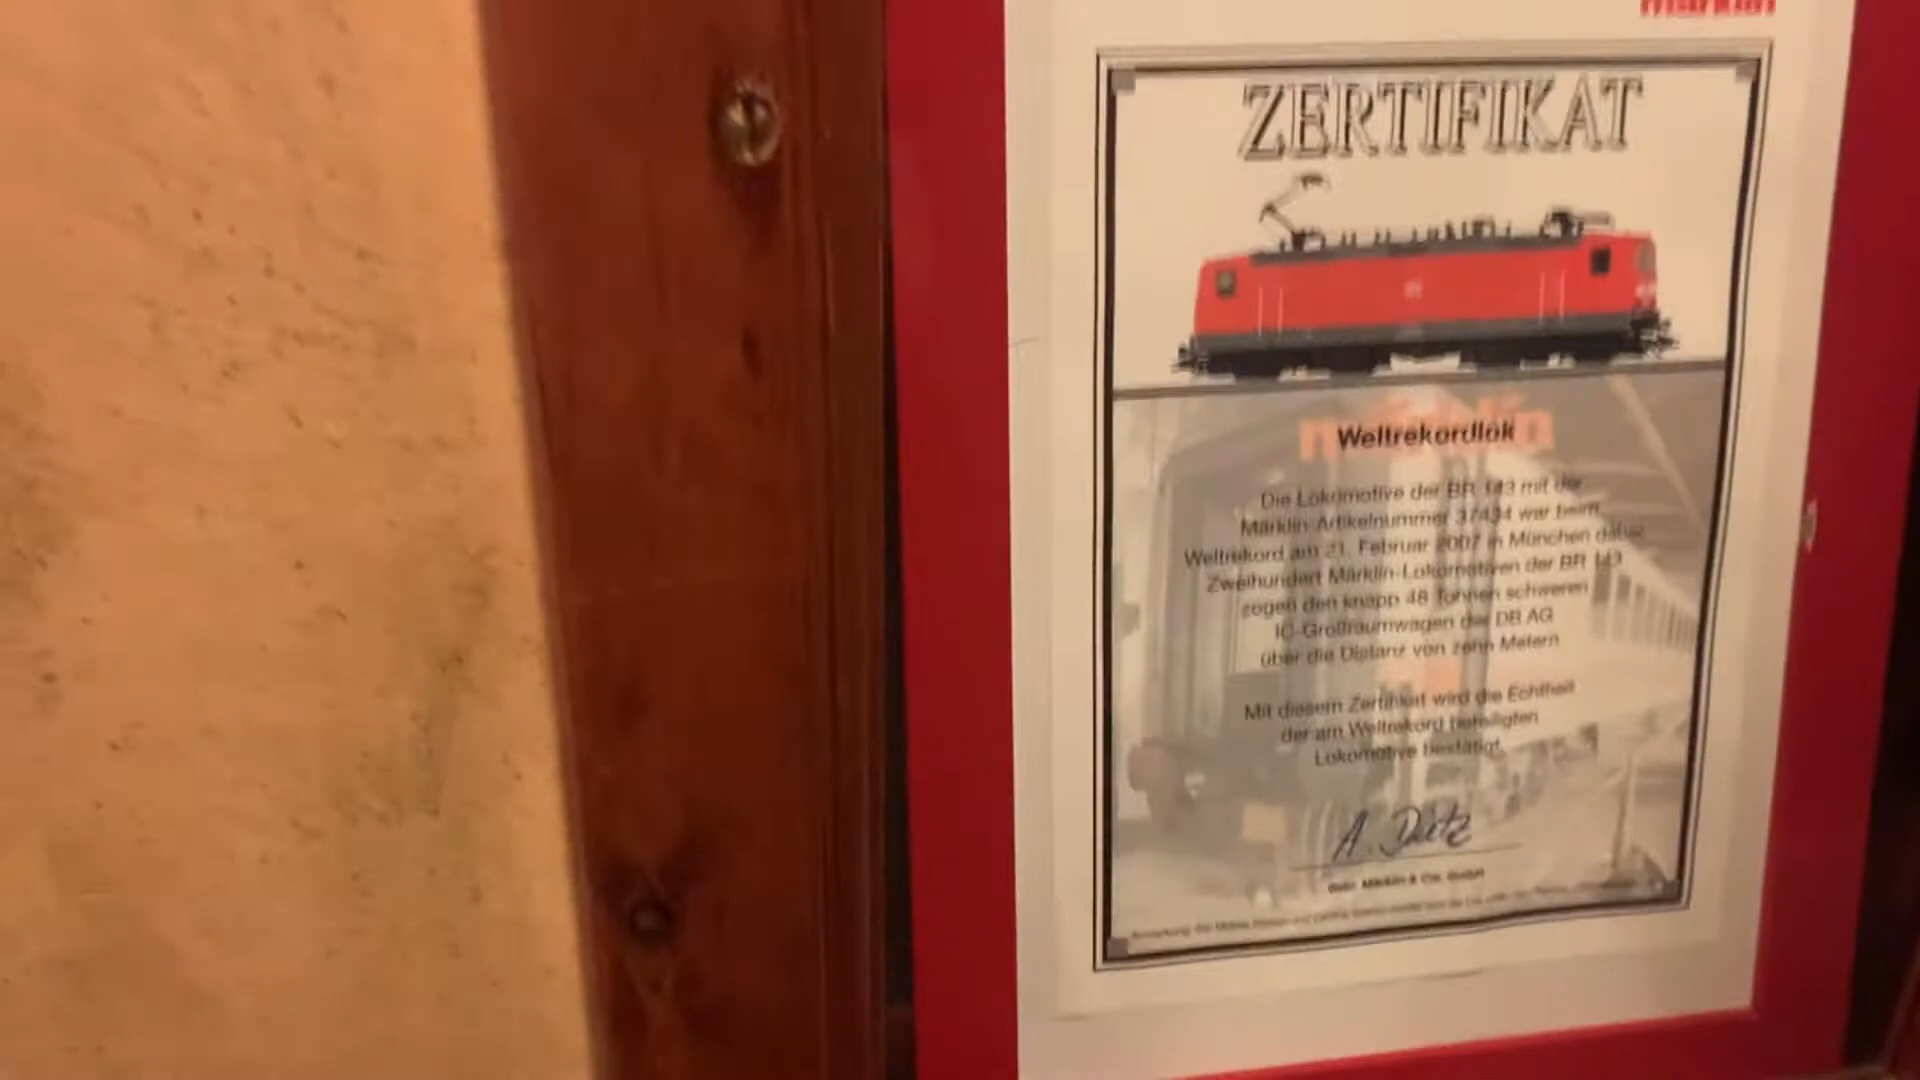 märklin
ZERTIFIKAT
märklin
Weltrekordlok
Die Lokomotive der BR 143 mit der
Märklin-Artikelnummer 37434 war beim
Weltrekord am 21. Februar 2007 in München dabei
Zweihundert Märklin-Lokomotiven der BR 143
zogen den knapp 48 Tonnen schweren
IC-Großraumwagen der DB AG
über die Distanz von zehn Metern
Mit diesem Zertifikat wird die Echtheit
der am Weltrekord beteiligten
Lokomotive bestätigt.
A. Dietz
Gebr. Märklin & Cie. GmbH